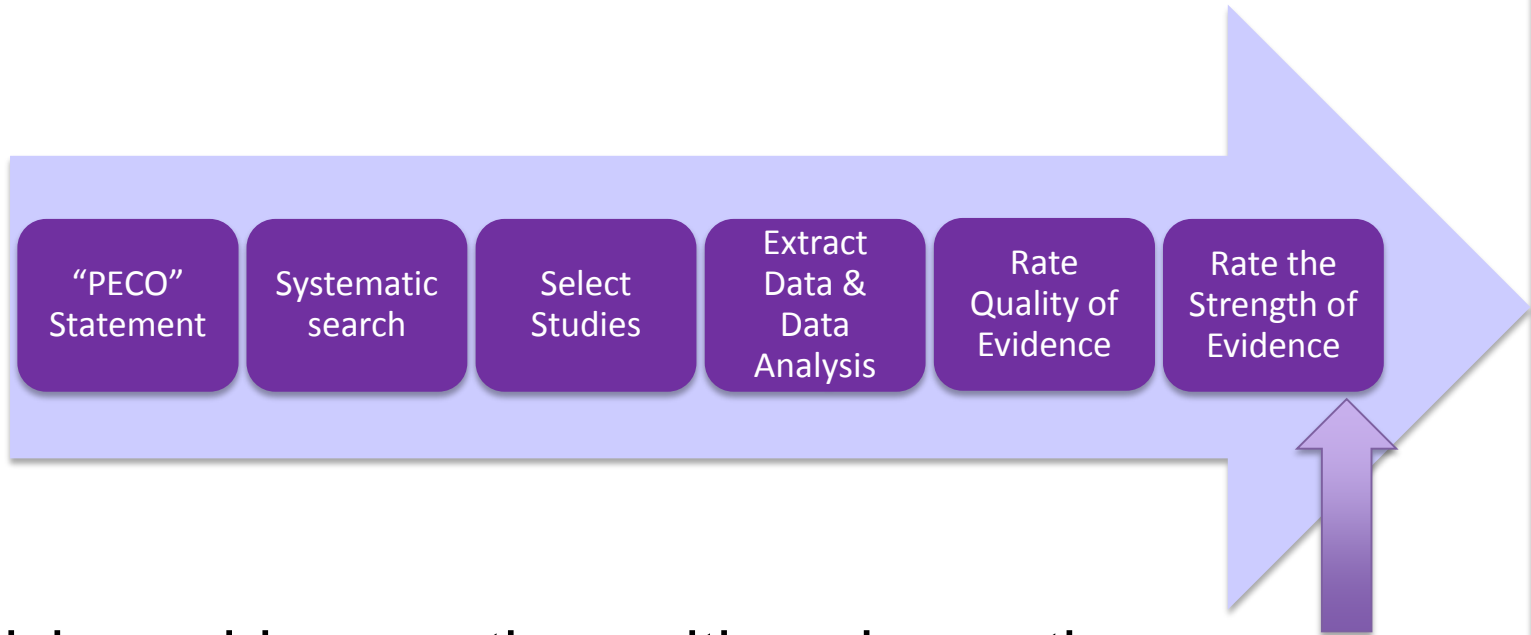 “PECO”
Statement
Systematic
search
Select
Studies
Extract
Data &
Data
Analysis
Rate
Quality of
Evidence
Rate the
Strength of
Evidence